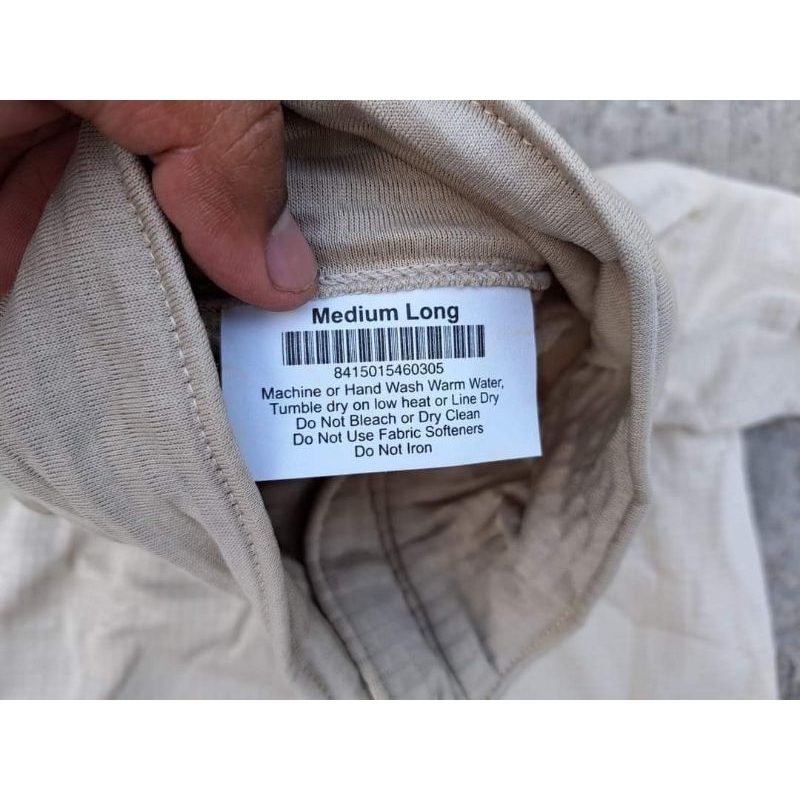 Medium Long
8415015460305
Machine or Hand Wash Warm Water,
Tumble dry on low heat or Line Dry
Do Not Bleach or Dry Clean
Do Not Use Fabric Softeners
Do Not Iron